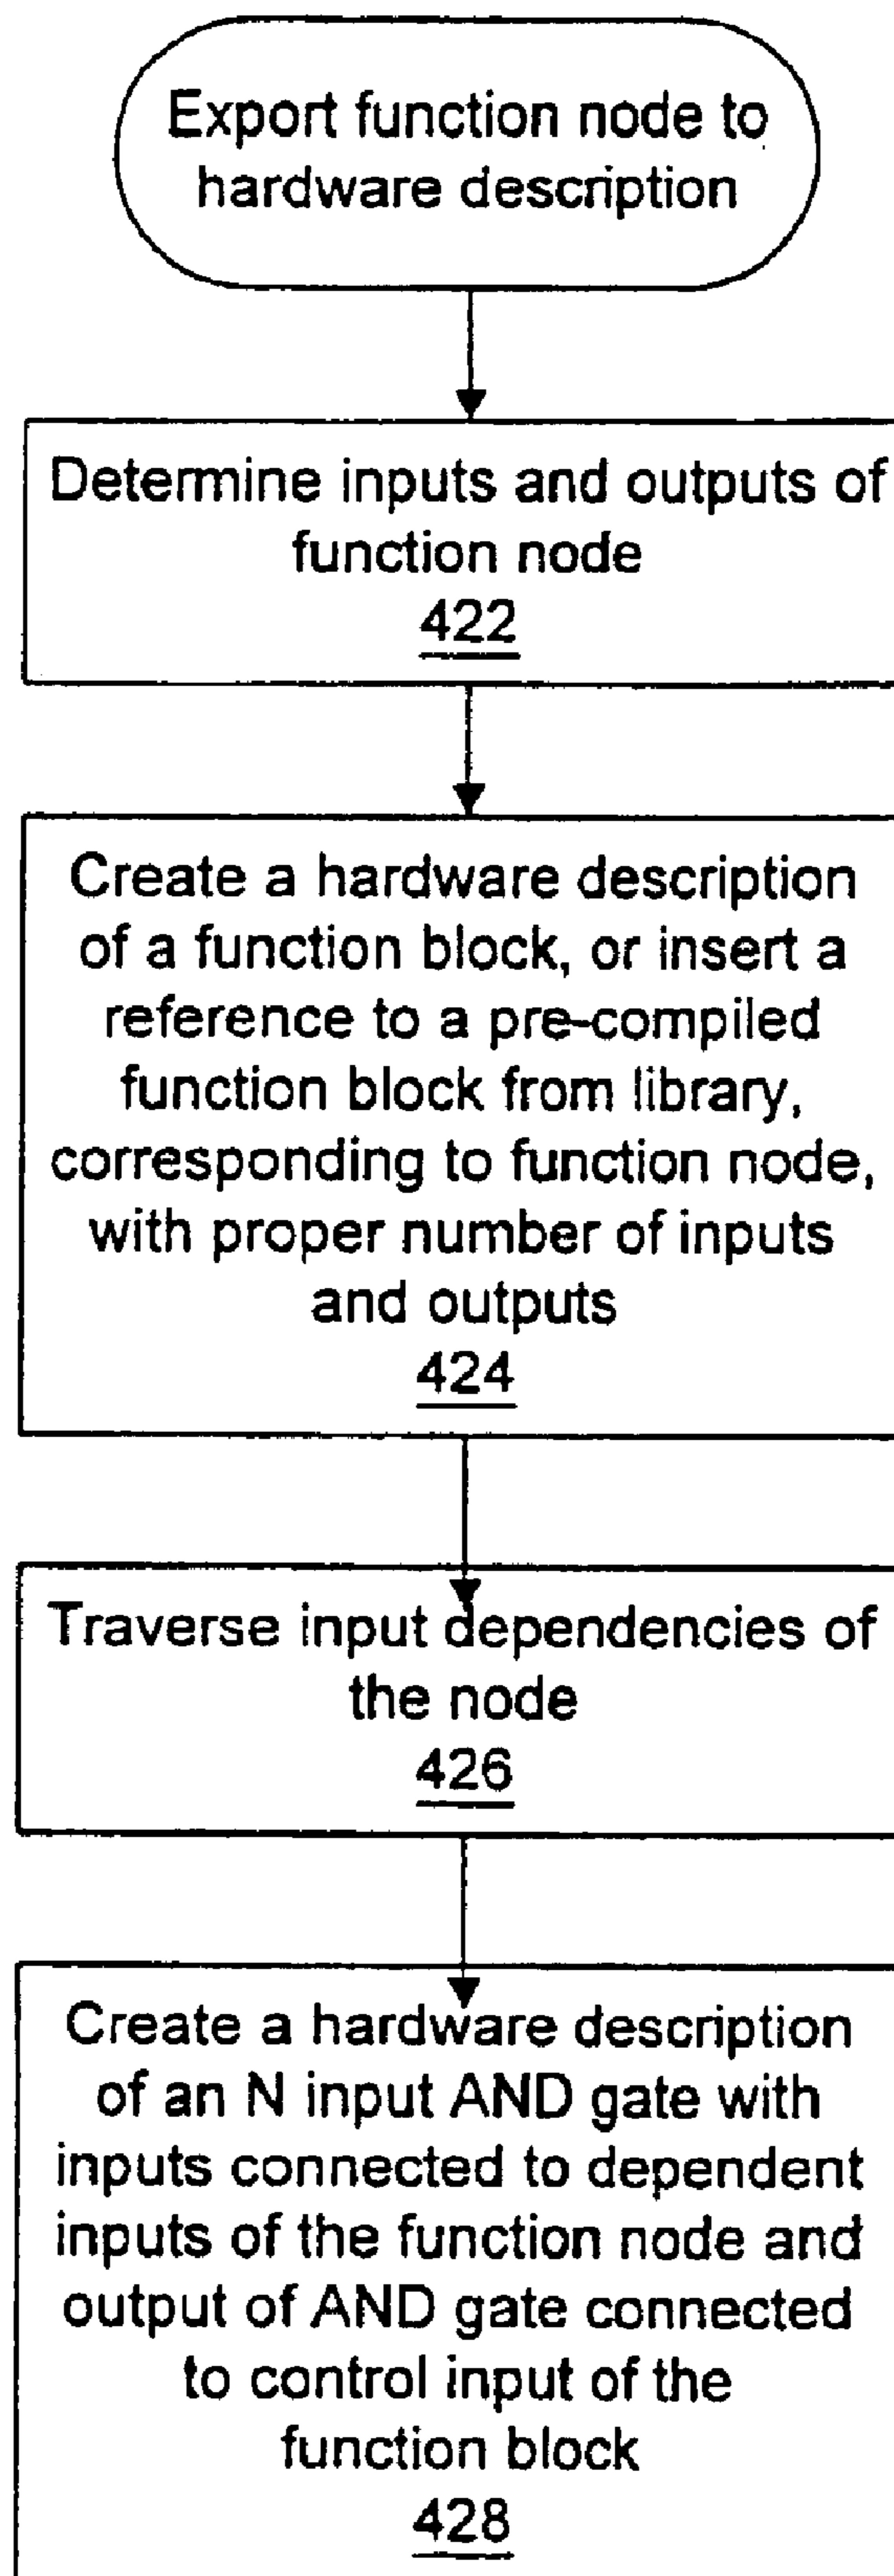 Export function node to
hardware description
Determine inputs and outputs of
function node
422
Create a hardware description
of a function block, or insert a
reference to a pre-compiled
function block from library,
corresponding to function node,
with proper number of inputs
and outputs
424
Traverse input dependencies of
the node
426
Create a hardware description
of an N input AND gate with
inputs connected to dependent
inputs of the function node and
output of AND gate connected
to control input of the
function block
428